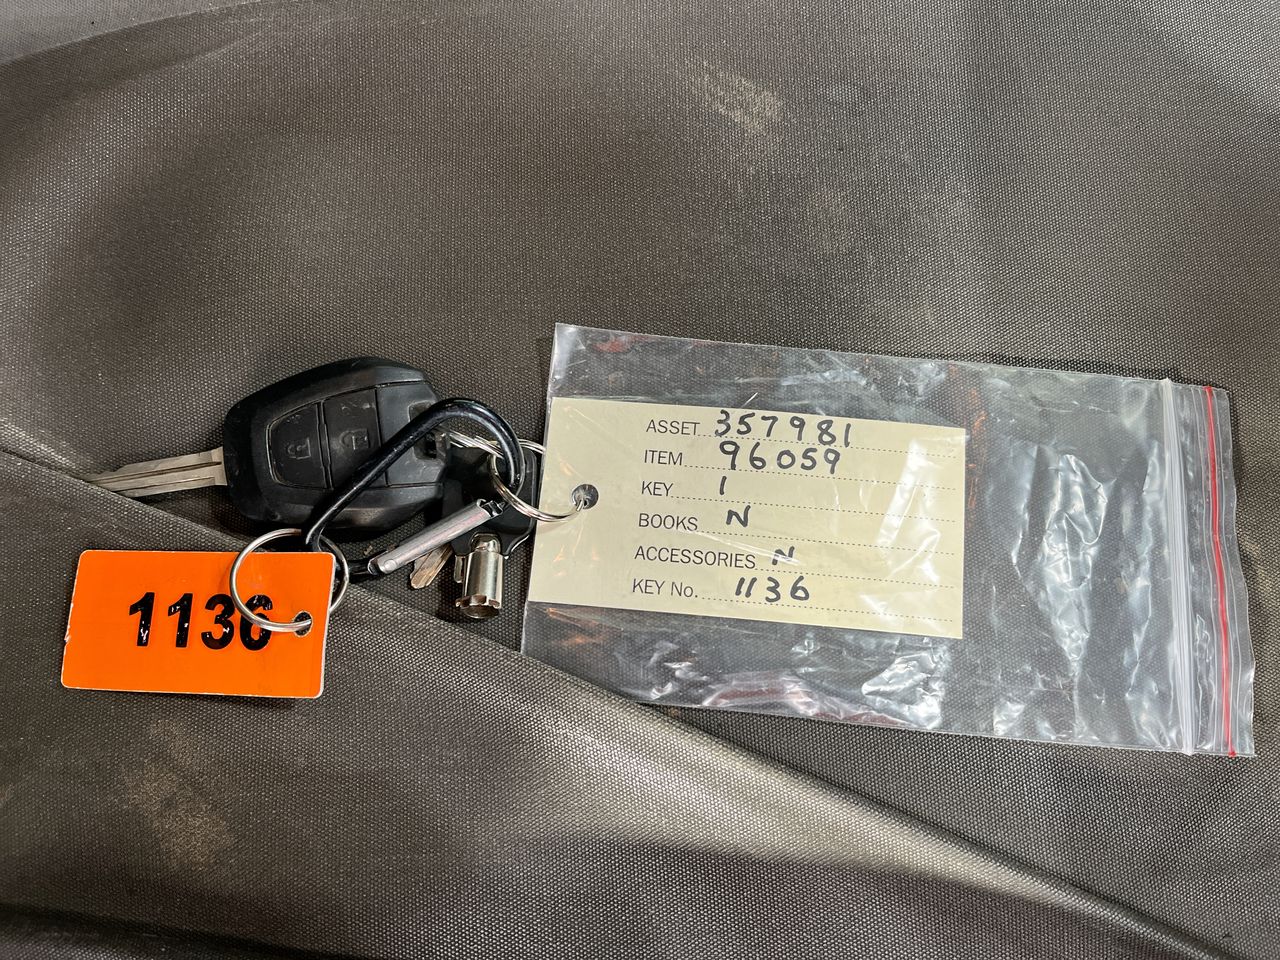 1136
ASSET 357981
ITEM 96059
KEY 1
BOOKS N
ACCESSORIES N
KEY No. 1136